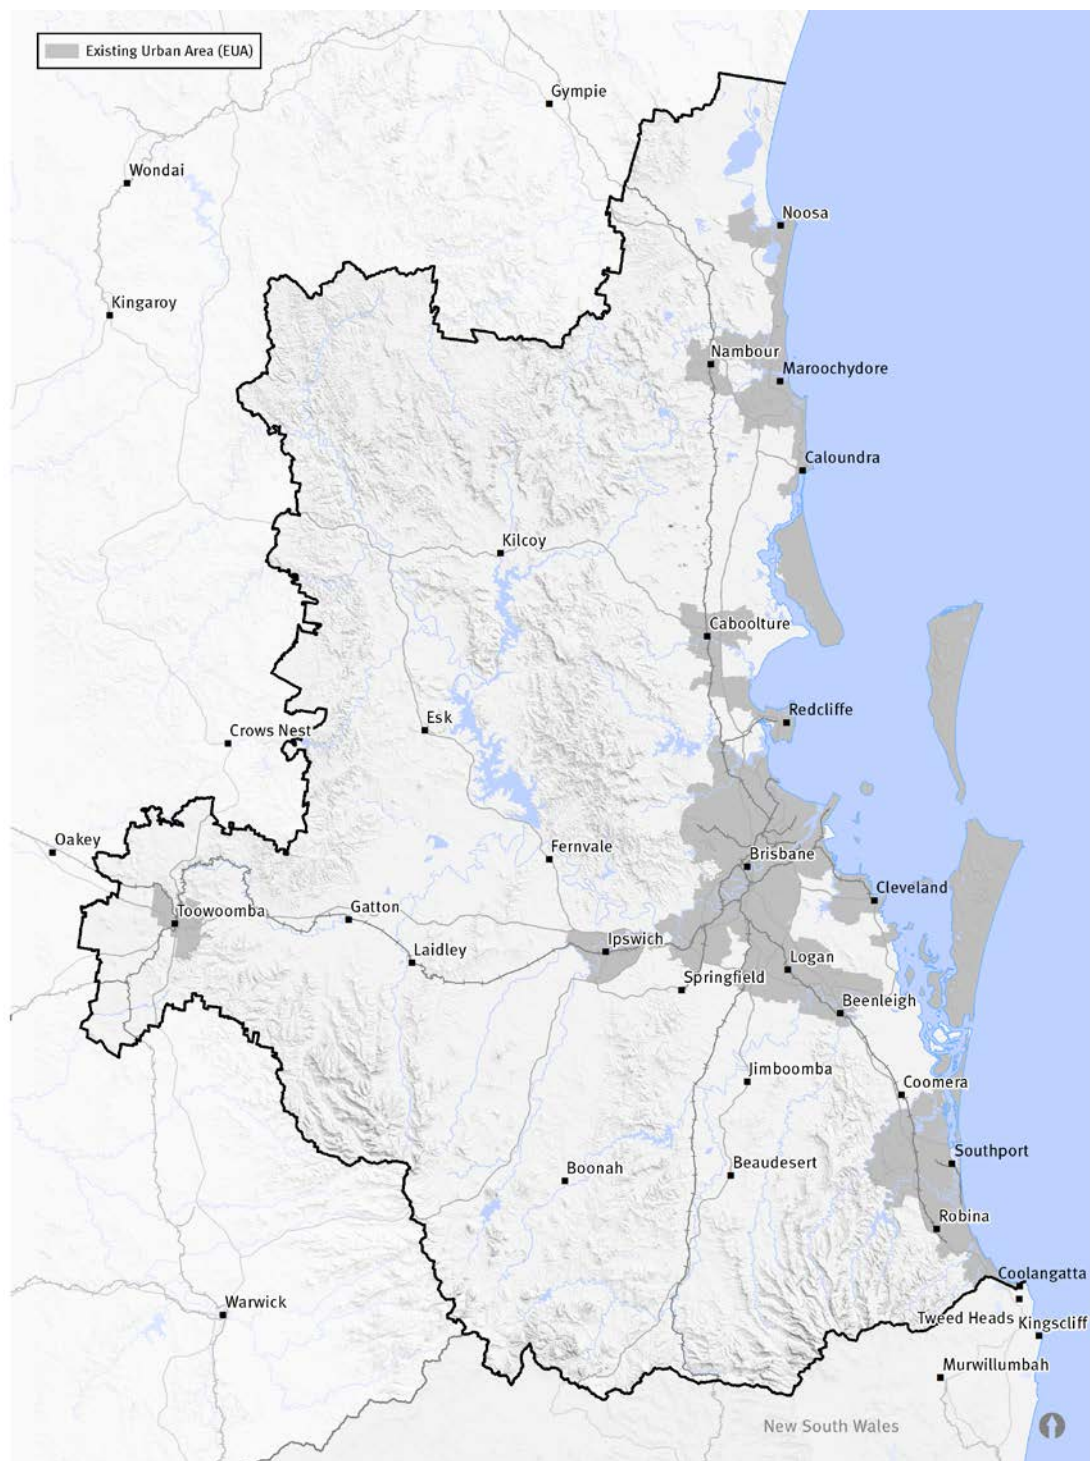 Existing Urban Area (EUA)
Gympie
Wondai
Noosa
Kingaroy
Nambour
Maroochydore
Caloundra
Kilcoy
Caboolture
Redcliffe
Esk
Crows Nest
Oakey
Fernvale
Brisbane
Cleveland
Toowoomba
Gatton
Laidley
Ipswich
Logan
Springfield
Beenleigh
Jimboomba
Coomera
Southport
Boonah
Beaudesert
Robina
Coolangatta
Warwick
Tweed Heads
Kingscliff
Murwillumbah
New South Wales